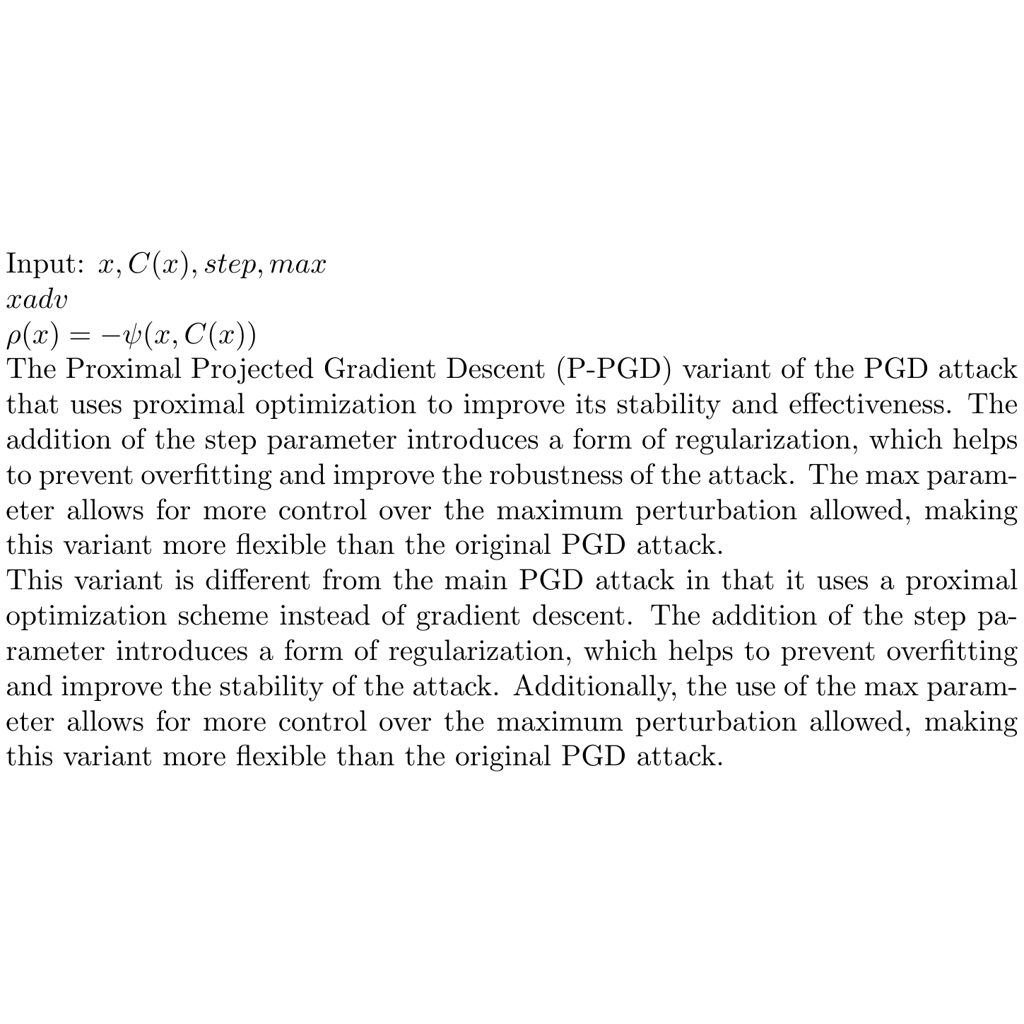 Input: x, C(x), step, max
xadv
ρ(x) = −ψ(x, C(x))
The Proximal Projected Gradient Descent (P-PGD) variant of the PGD attack
that uses proximal optimization to improve its stability and effectiveness. The
addition of the step parameter introduces a form of regularization, which helps
to prevent overfitting and improve the robustness of the attack. The max param-
eter allows for more control over the maximum perturbation allowed, making
this variant more flexible than the original PGD attack.
This variant is different from the main PGD attack in that it uses a proximal
optimization scheme instead of gradient descent. The addition of the step pa-
rameter introduces a form of regularization, which helps to prevent overfitting
and improve the stability of the attack. Additionally, the use of the max param-
eter allows for more control over the maximum perturbation allowed, making
this variant more flexible than the original PGD attack.